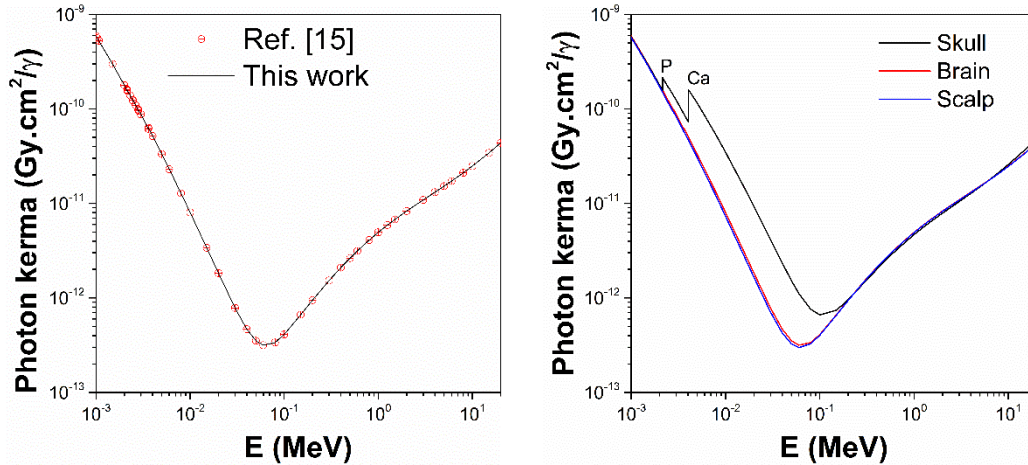 Photon kerma (Gy.cm²/γ)
10⁻⁹
10⁻¹⁰
10⁻¹¹
10⁻¹²
10⁻¹³
Ref. [15]
This work
10⁻³ 10⁻² 10⁻¹ 10⁰ 10¹
E (MeV)
Photon kerma (Gy.cm²/γ)
10⁻⁹
10⁻¹⁰
10⁻¹¹
10⁻¹²
10⁻¹³
Skull
Brain
Scalp
P
Ca
10⁻³ 10⁻² 10⁻¹ 10⁰ 10¹
E (MeV)